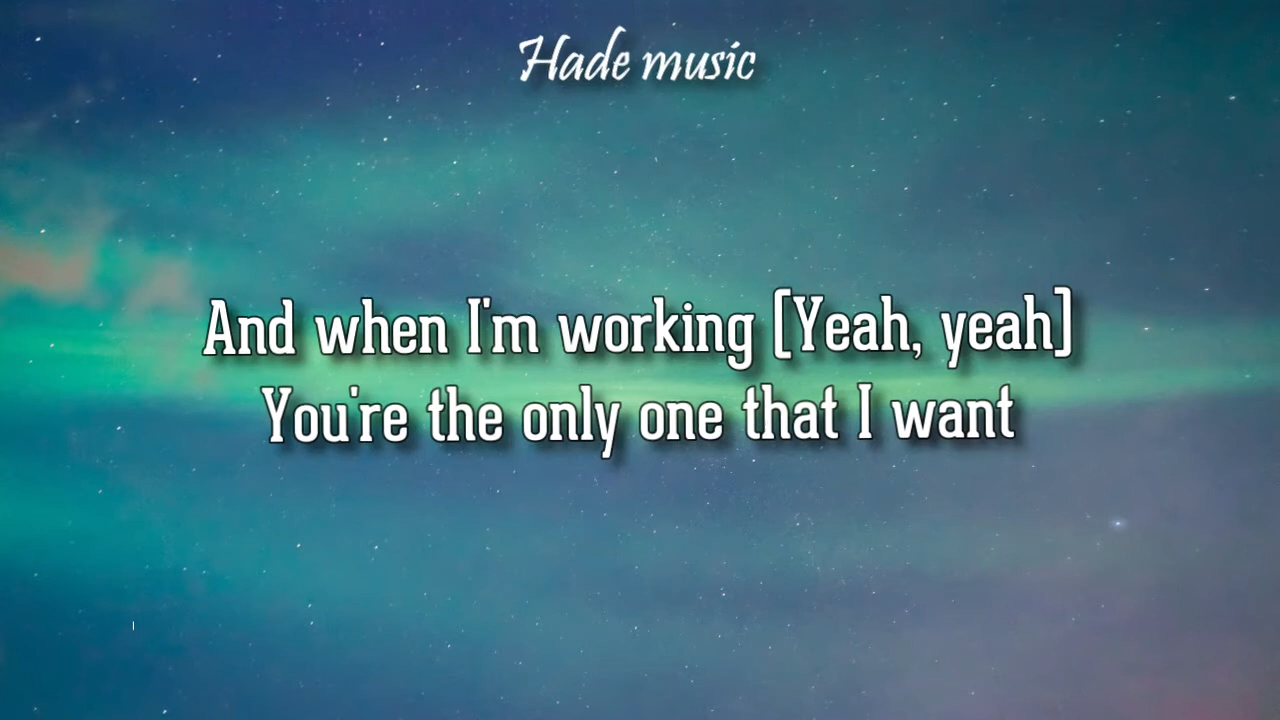 Hade music
And when I'm working (Yeah, yeah)
You're the only one that I want